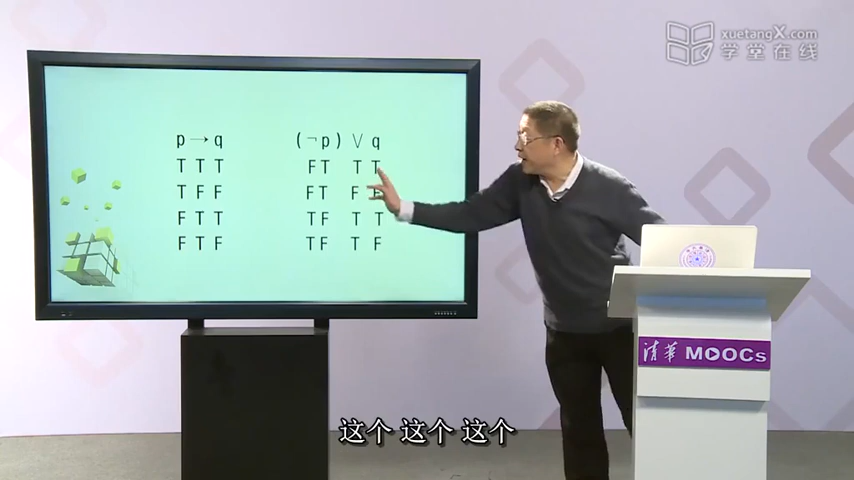 xuetangX.com
学堂在线
p→q (¬p)∨q
T T T FT T T
T F F FT F
F T T TF T T
F T F TF T F
清华 MOOCs
这个 这个 这个